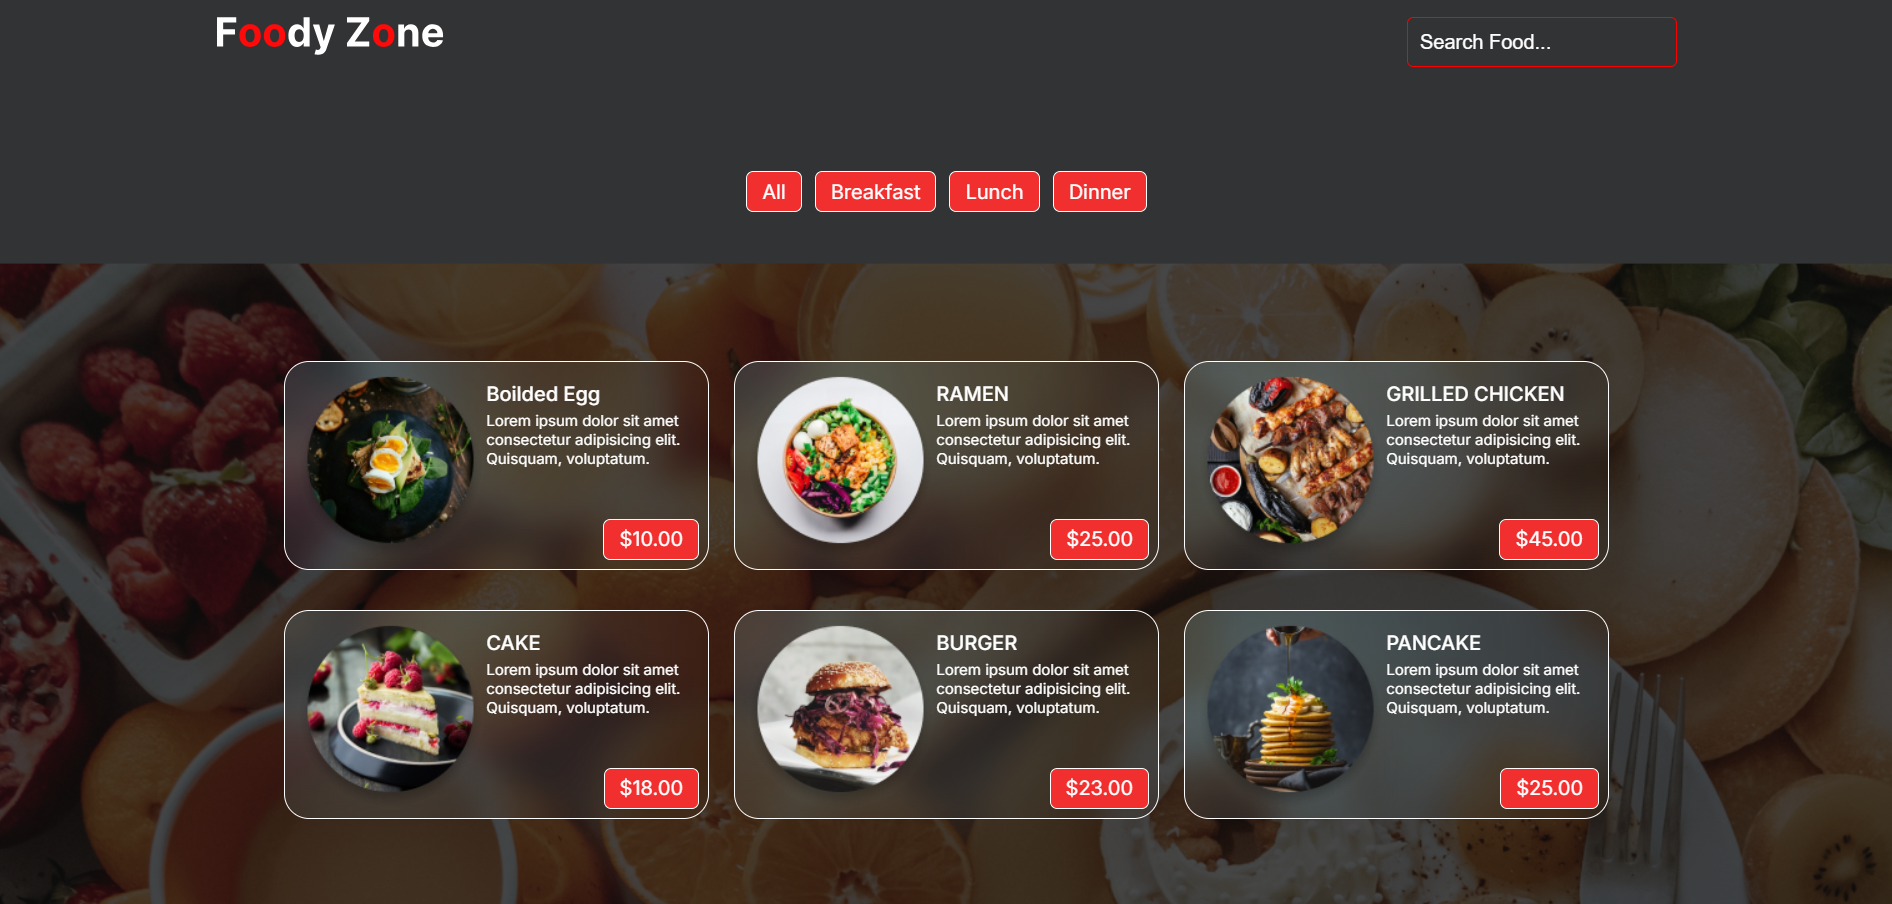 Foody Zone
Search Food...
All
Breakfast
Lunch
Dinner
Boilded Egg
Lorem ipsum dolor sit amet
consectetur adipisicing elit.
Quisquam, voluptatum.
$10.00
RAMEN
Lorem ipsum dolor sit amet
consectetur adipisicing elit.
Quisquam, voluptatum.
$25.00
GRILLED CHICKEN
Lorem ipsum dolor sit amet
consectetur adipisicing elit.
Quisquam, voluptatum.
$45.00
CAKE
Lorem ipsum dolor sit amet
consectetur adipisicing elit.
Quisquam, voluptatum.
$18.00
BURGER
Lorem ipsum dolor sit amet
consectetur adipisicing elit.
Quisquam, voluptatum.
$23.00
PANCAKE
Lorem ipsum dolor sit amet
consectetur adipisicing elit.
Quisquam, voluptatum.
$25.00